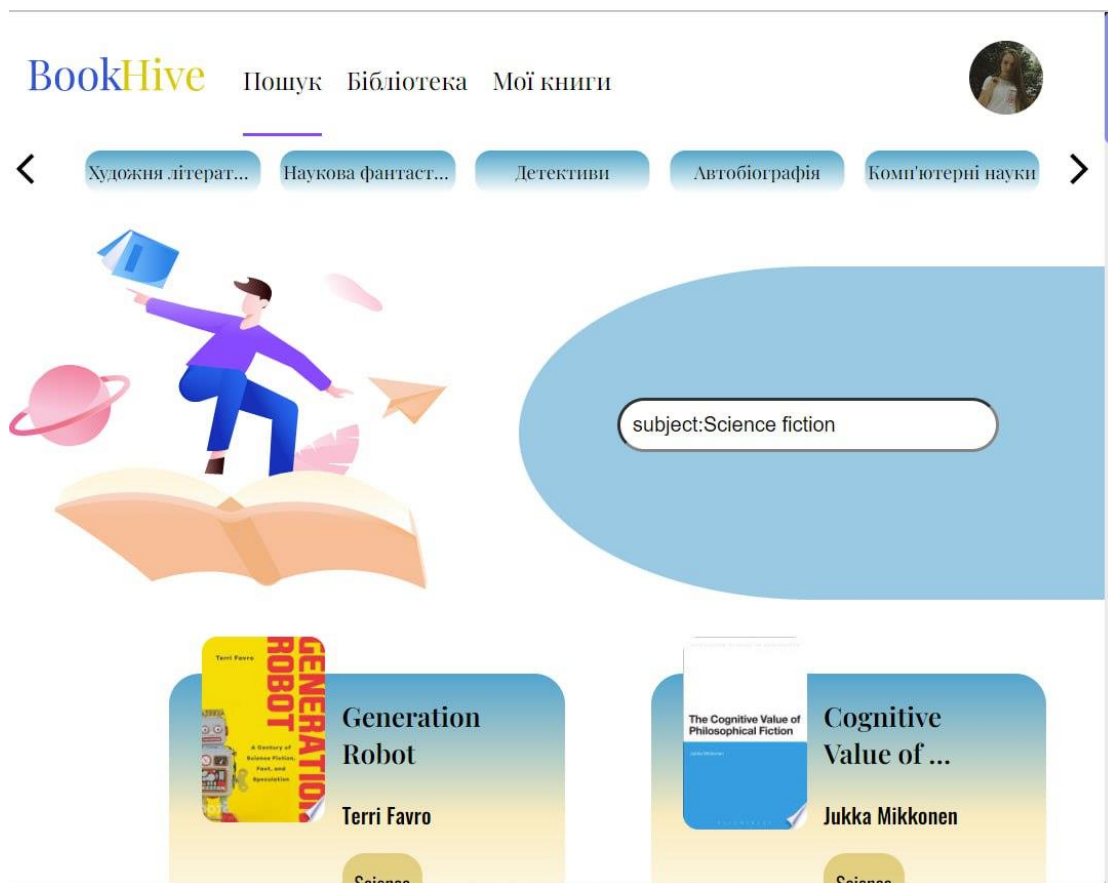 BookHive Пошук Бібліотека Мої книги
Художня літерат... Наукова фантаст... Детективи Автобіографія Комп'ютерні науки
subject:Science fiction
Terri Favro
GENERATION
ROBOT
A Century of
Science Fiction,
Fact, and
Speculation
Generation
Robot
Terri Favro
Science
The Cognitive Value of
Philosophical Fiction
Jukka Mikkonen
Cognitive
Value of ...
Jukka Mikkonen
Science